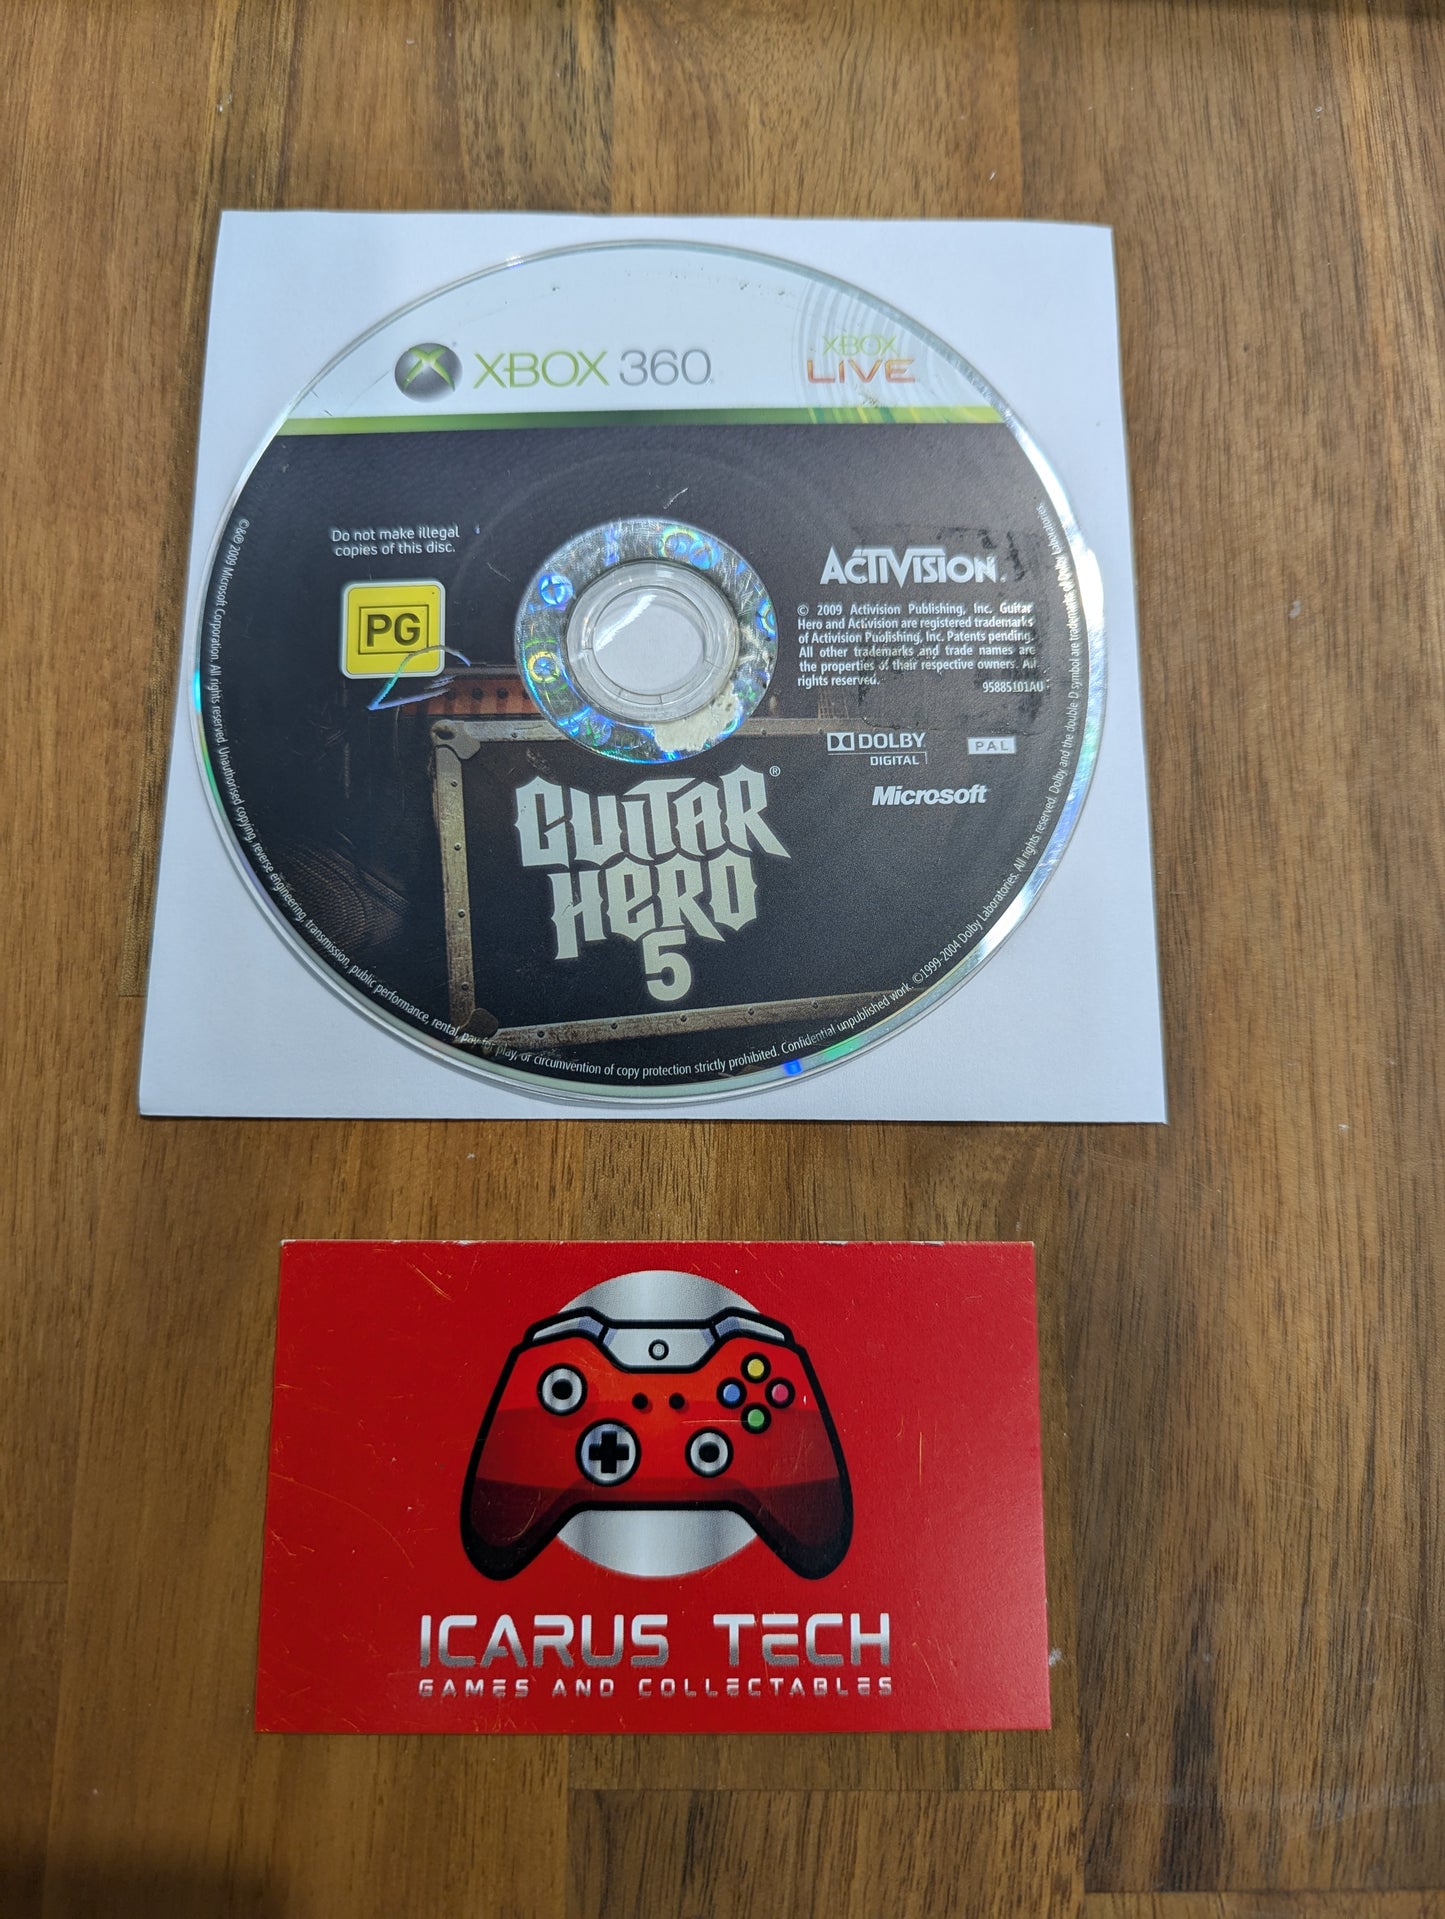 XBOX 360
XBOX
LIVE
Do not make illegal
copies of this disc.
PG
ACTIVISION.
© 2009 Activision Publishing, Inc. Guitar
Hero and Activision are registered trademarks
of Activision Publishing, Inc. Patents pending.
All other trademarks and trade names are
the properties of their respective owners. All
rights reserved.
95885101AU
DOLBY
DIGITAL
PAL
Microsoft
GUITAR®
HERO
5
©&℗ 2009 Microsoft Corporation. All rights reserved. Unauthorised copying, reverse engineering, transmission, public performance, rental, pay for play, or circumvention of copy protection strictly prohibited. Confidential unpublished work. ©1999-2004 Dolby Laboratories. All rights reserved. Dolby and the double D symbol are trademarks of Dolby Laboratories.
ICARUS TECH
GAMES AND COLLECTABLES